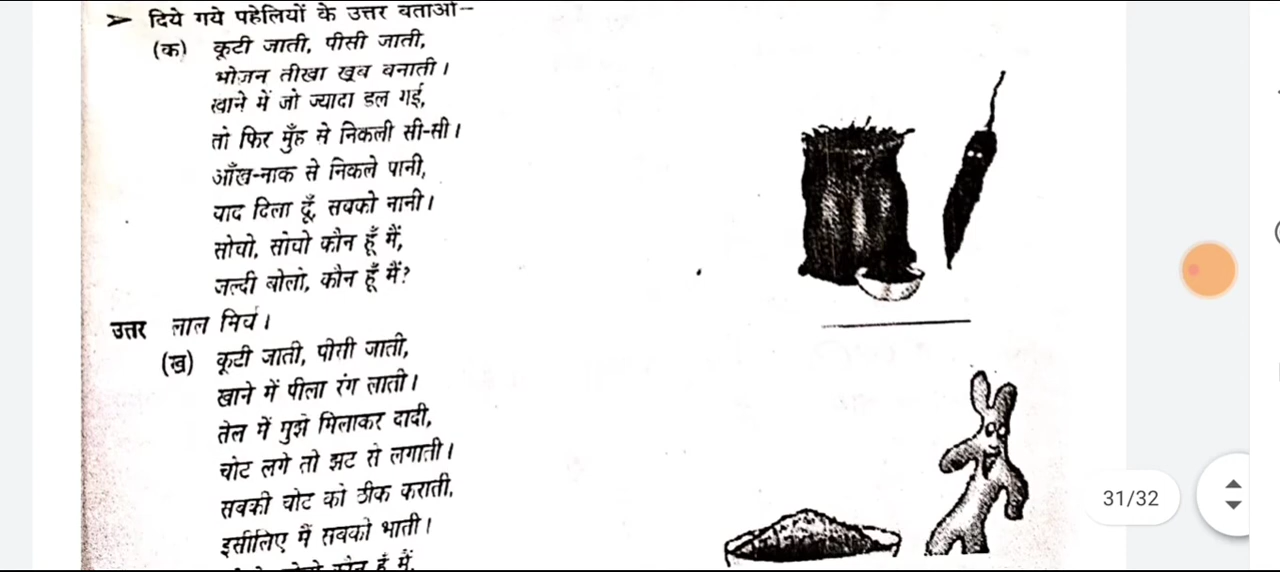 ➢ दिये गये पहेलियों के उत्तर बताओ–
(क) कूटी जाती, पीसी जाती,
भोजन तीखा खूब बनाती।
खाने में जो ज्यादा डल गई,
तो फिर मुँह से निकली सी-सी।
आँख-नाक से निकले पानी,
याद दिला दूँ, सबको नानी।
सोचो, सोचो कौन हूँ मैं,
जल्दी बोलो, कौन हूँ मैं?
उत्तर लाल मिर्च।
(ख) कूटी जाती, पीसी जाती,
खाने में पीला रंग लाती।
तेल में मुझे मिलाकर दादी,
चोट लगे तो झट से लगाती।
सबकी चोट को ठीक कराती,
इसीलिए मैं सबको भाती।
कौन हूँ मैं,
31/32